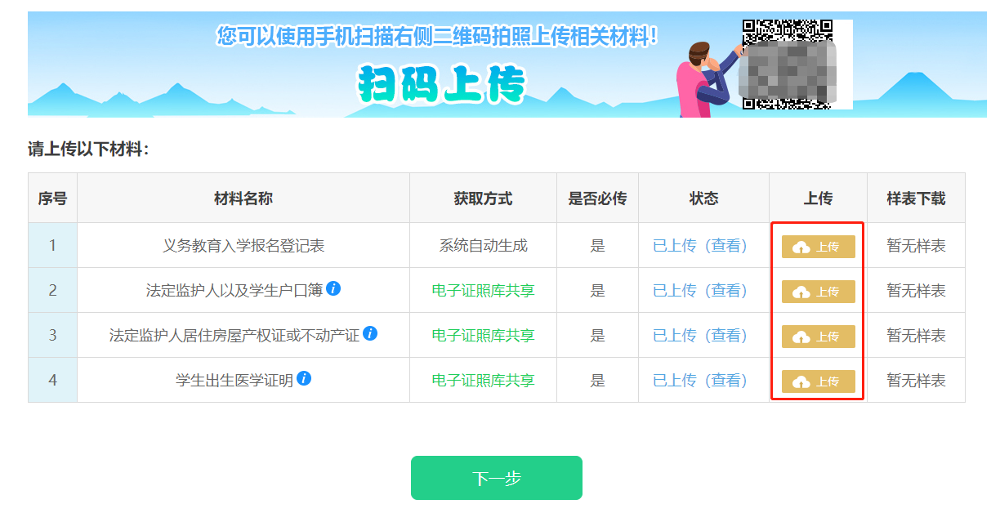 您可以使用手机扫描右侧二维码拍照上传相关材料！
扫码上传
请上传以下材料：
序号 材料名称 获取方式 是否必传 状态 上传 样表下载
1 义务教育入学报名登记表 系统自动生成 是 已上传（查看） 上传 暂无样表
2 法定监护人以及学生户口簿 电子证照库共享 是 已上传（查看） 上传 暂无样表
3 法定监护人居住房屋产权证或不动产证 电子证照库共享 是 已上传（查看） 上传 暂无样表
4 学生出生医学证明 电子证照库共享 是 已上传（查看） 上传 暂无样表
下一步